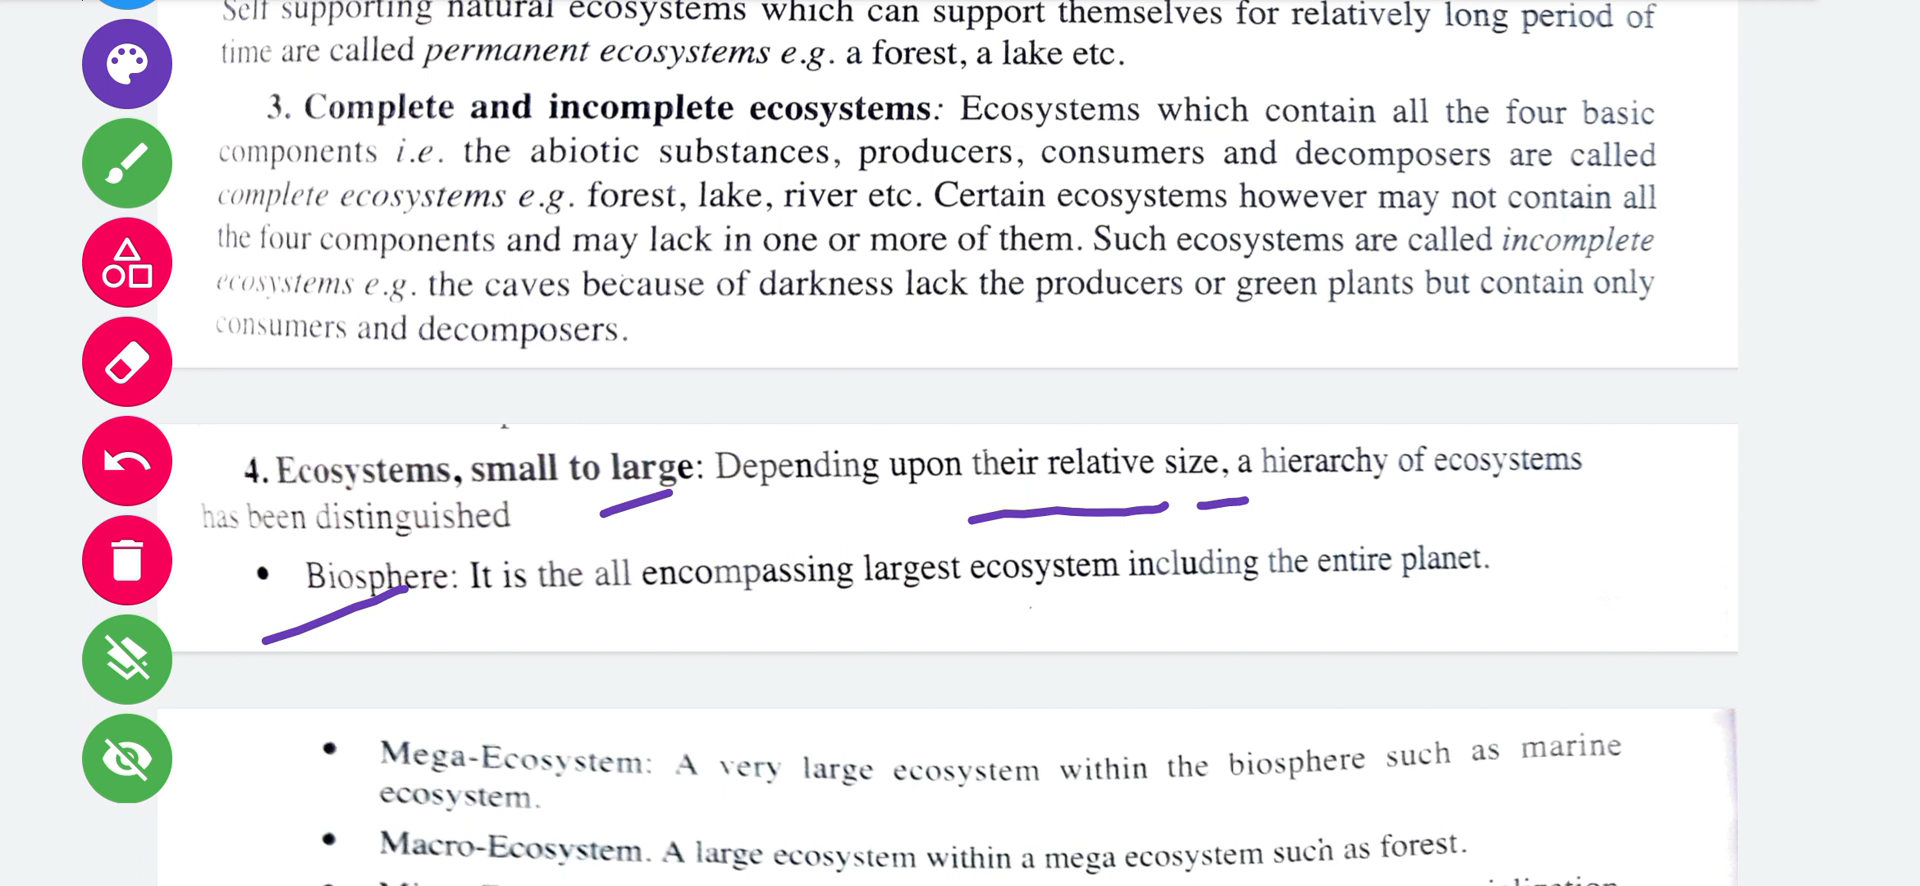 Self supporting natural ecosystems which can support themselves for relatively long period of
time are called permanent ecosystems e.g. a forest, a lake etc.
3. Complete and incomplete ecosystems: Ecosystems which contain all the four basic
components i.e. the abiotic substances, producers, consumers and decomposers are called
complete ecosystems e.g. forest, lake, river etc. Certain ecosystems however may not contain all
the four components and may lack in one or more of them. Such ecosystems are called incomplete
ecosystems e.g. the caves because of darkness lack the producers or green plants but contain only
consumers and decomposers.
4. Ecosystems, small to large: Depending upon their relative size, a hierarchy of ecosystems
has been distinguished
• Biosphere: It is the all encompassing largest ecosystem including the entire planet.
• Mega-Ecosystem: A very large ecosystem within the biosphere such as marine
ecosystem.
• Macro-Ecosystem. A large ecosystem within a mega ecosystem such as forest.